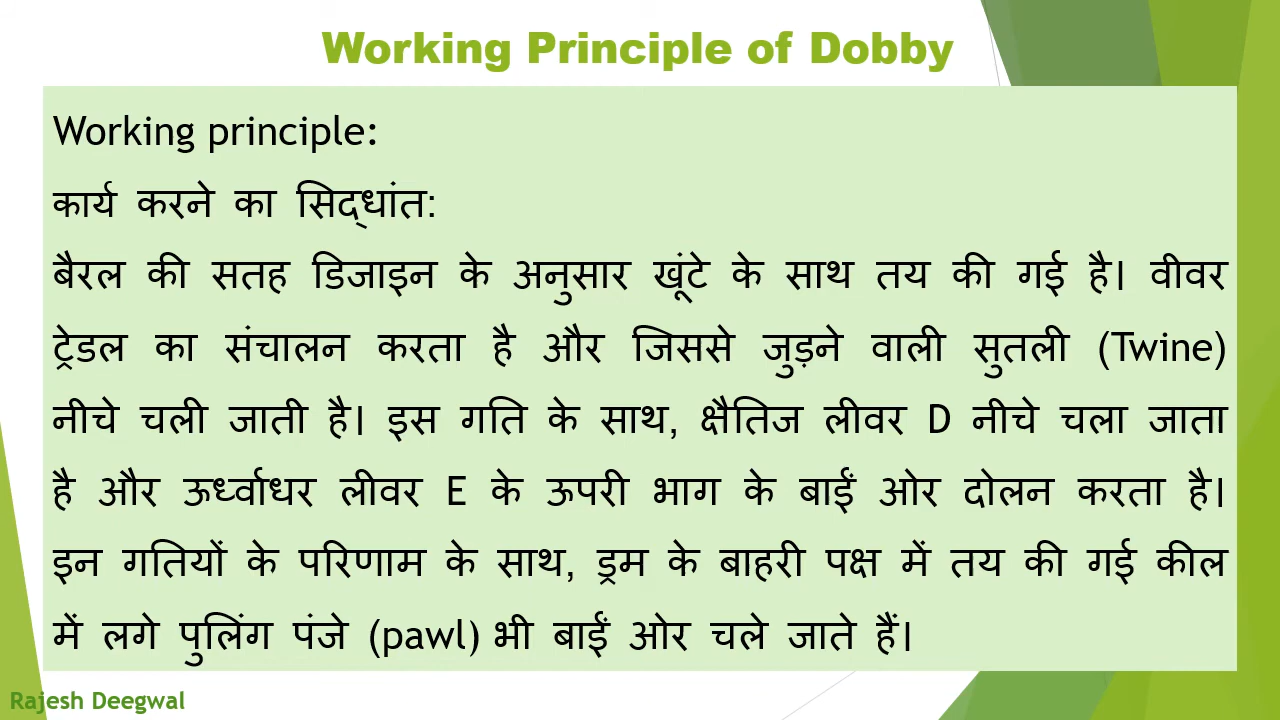 Working Principle of Dobby
Working principle:
कार्य करने का सिद्धांत:
बैरल की सतह डिजाइन के अनुसार खूंटे के साथ तय की गई है। वीवर
ट्रेडल का संचालन करता है और जिससे जुड़ने वाली सुतली (Twine)
नीचे चली जाती है। इस गति के साथ, क्षैतिज लीवर D नीचे चला जाता
है और ऊर्ध्वाधर लीवर E के ऊपरी भाग के बाईं ओर दोलन करता है।
इन गतियों के परिणाम के साथ, ड्रम के बाहरी पक्ष में तय की गई कील
में लगे पुलिंग पंजे (pawl) भी बाईं ओर चले जाते हैं।
Rajesh Deegwal